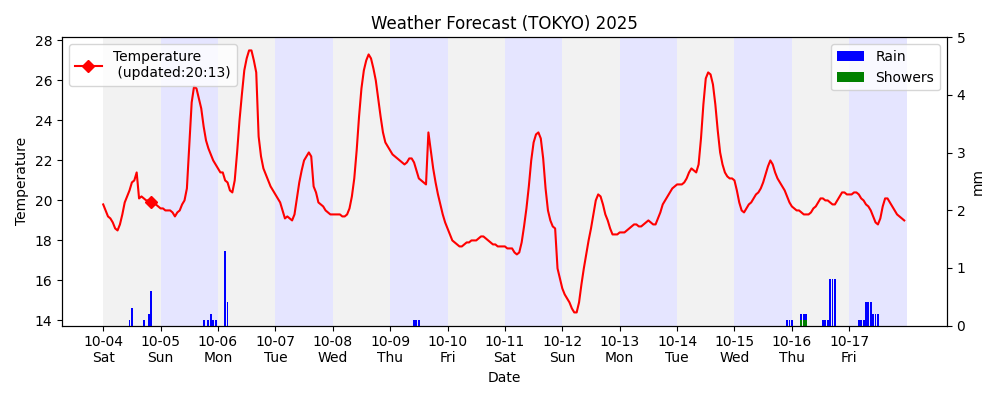 Weather Forecast (TOKYO) 2025
Temperature
(updated:20:13)
Rain
Showers
Temperature
28
26
24
22
20
18
16
14
5
4
3
2
1
0
mm
10-04 10-05 10-06 10-07 10-08 10-09 10-10 10-11 10-12 10-13 10-14 10-15 10-16 10-17
Sat Sun Mon Tue Wed Thu Fri Sat Sun Mon Tue Wed Thu Fri
Date